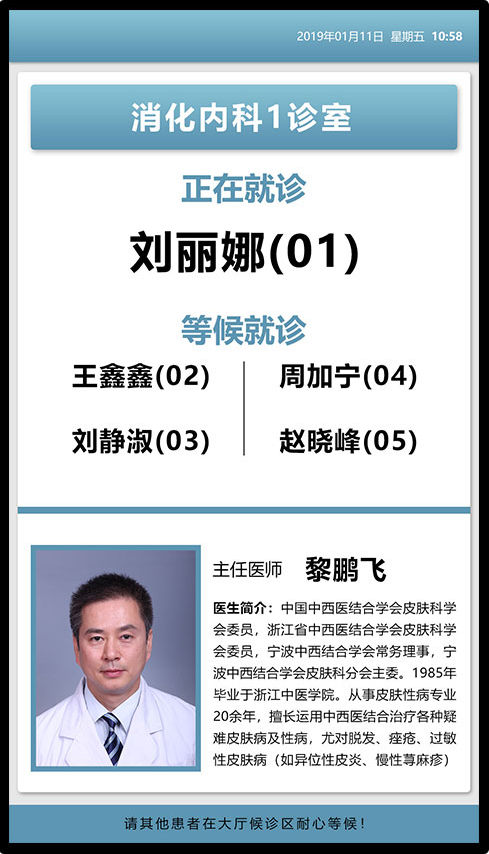 2019年01月11日 星期五 10:58
消化内科1诊室
正在就诊
刘丽娜(01)
等候就诊
王鑫鑫(02) 周加宁(04)
刘静淑(03) 赵晓峰(05)
主任医师 黎鹏飞
医生简介：中国中西医结合学会皮肤科学
会委员，浙江省中西医结合学会皮肤科学
会委员，宁波中西结合学会常务理事，宁
波中西结合学会皮肤科分会主委。1985年
毕业于浙江中医学院。从事皮肤性病专业
20余年，擅长运用中西医结合治疗各种疑
难皮肤病及性病，尤对脱发、痤疮、过敏
性皮肤病（如异位性皮炎、慢性荨麻疹）
请其他患者在大厅候诊区耐心等候！